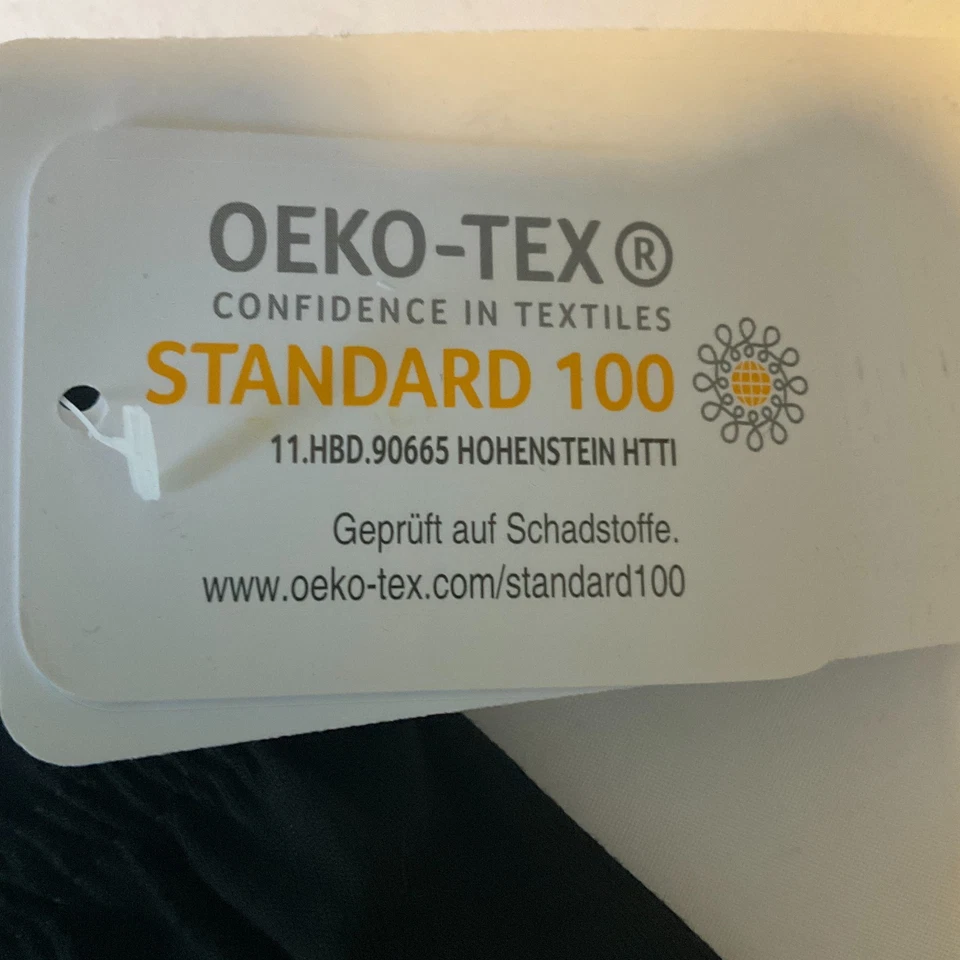 OEKO-TEX®
CONFIDENCE IN TEXTILES
STANDARD 100
11.HBD.90665 HOHENSTEIN HTTI
Geprüft auf Schadstoffe.
www.oeko-tex.com/standard100